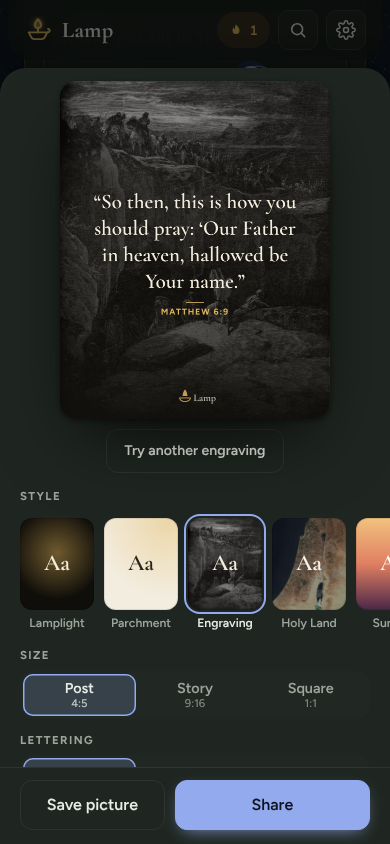 Lamp
1
“So then, this is how you
should pray: ‘Our Father
in heaven, hallowed be
Your name.”
MATTHEW 6:9
Lamp
Try another engraving
STYLE
Aa
Aa
Aa
Aa
Lamplight
Parchment
Engraving
Holy Land
SIZE
Post
4:5
Story
9:16
Square
1:1
LETTERING
Save picture
Share